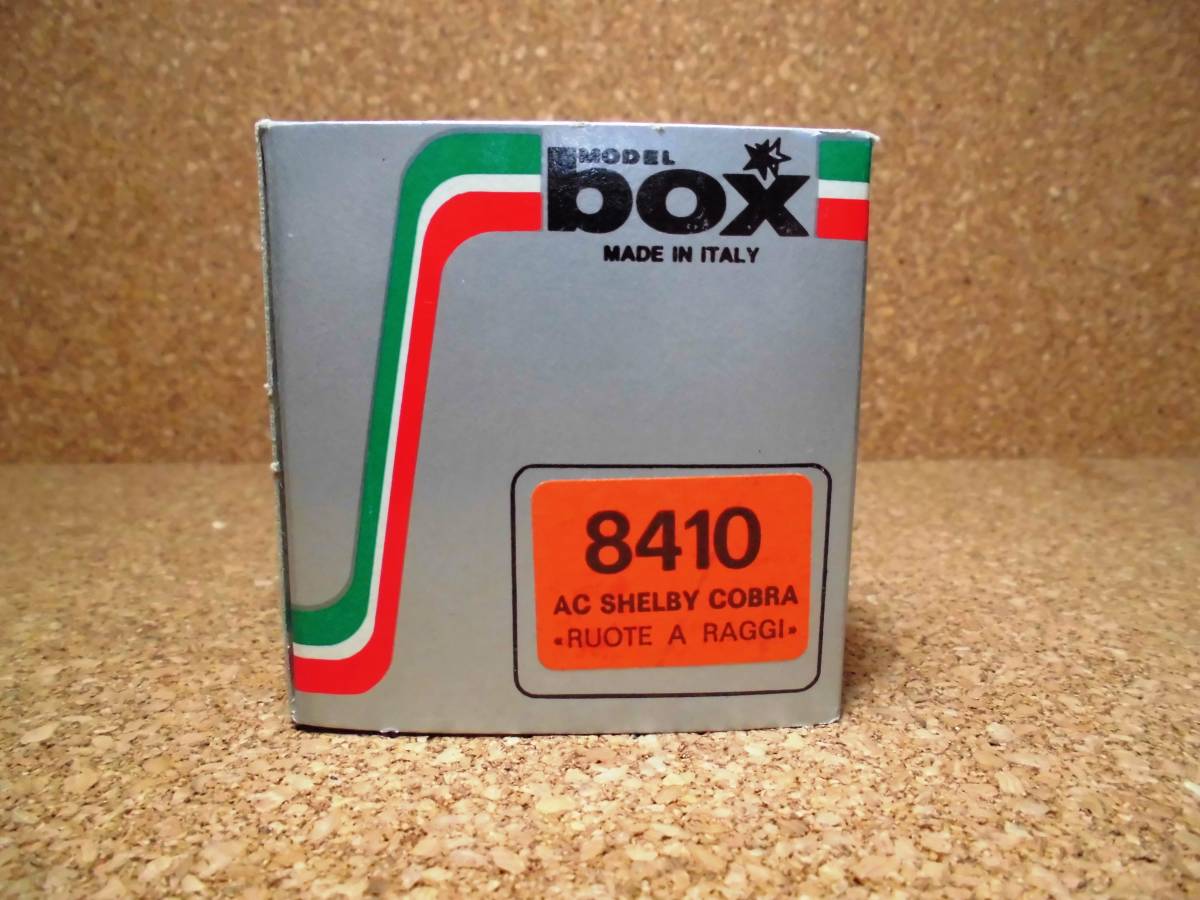 MODEL
box
MADE IN ITALY
8410
AC SHELBY COBRA
«RUOTE A RAGGI»